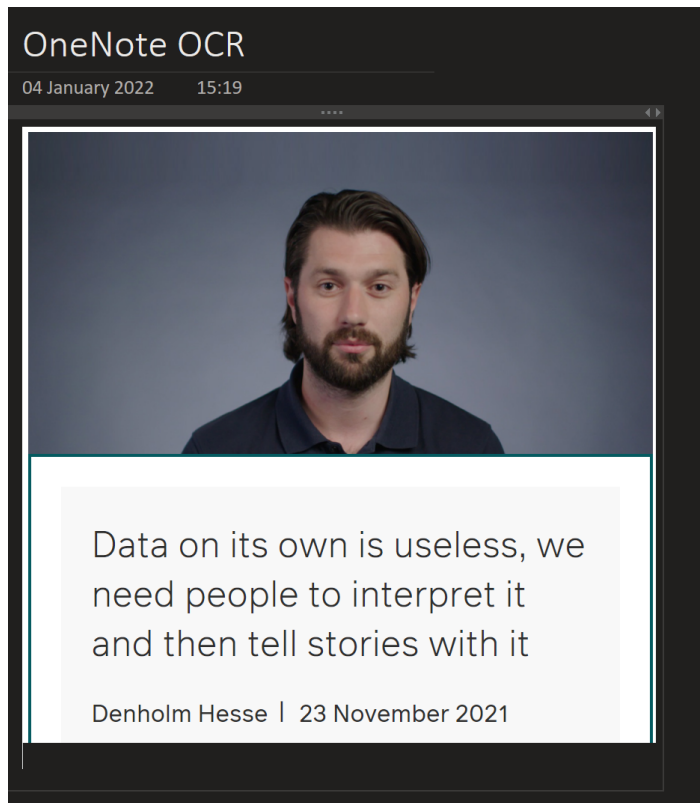 OneNote OCR
04 January 2022 15:19
Data on its own is useless, we
need people to interpret it
and then tell stories with it
Denholm Hesse | 23 November 2021